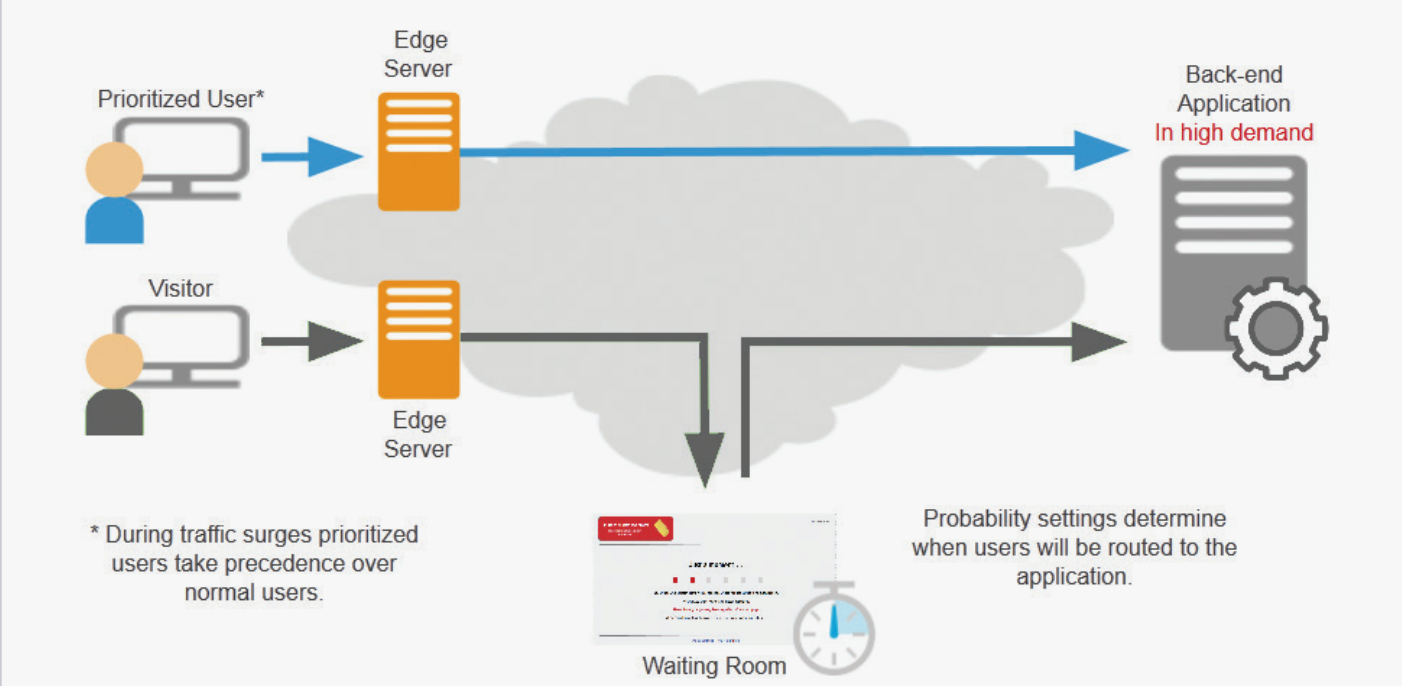 Edge
Server
Prioritized User*
Back-end
Application
In high demand
Visitor
Edge
Server
* During traffic surges prioritized
users take precedence over
normal users.
Probability settings determine
when users will be routed to the
application.
Waiting Room